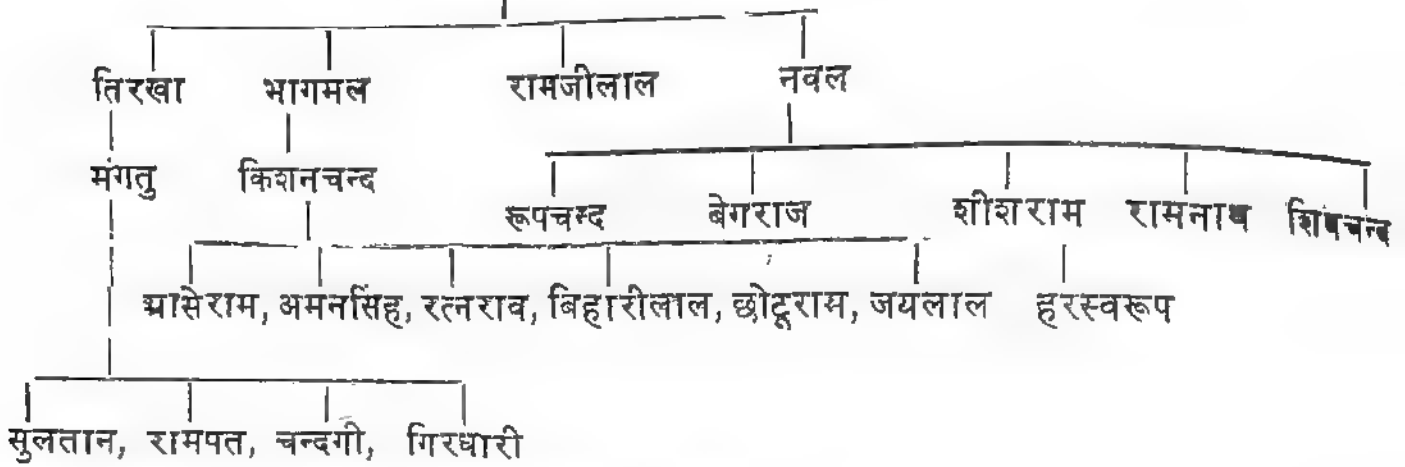 तिरखा भागमल रामजीलाल नवल
मंगतु किशनचन्द
रूपचन्द बेगराज शीशराम रामनाथ शिवचन्द
आसेराम, अमनसिंह, रत्नराव, बिहारीलाल, छोटूराम, जयलाल हरस्वरूप
सुलतान, रामपत, चन्दगी, गिरधारी